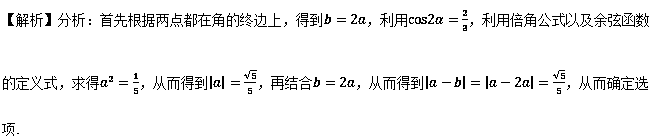 【解析】分析：首先根据两点都在角的终边上，得到b = 2a，利用cos2α = 2/3，利用倍角公式以及余弦函数
的定义式，求得a² = 1/5，从而得到|a| = √5/5，再结合b = 2a，从而得到|a − b| = |a − 2a| = √5/5，从而确定选
项.